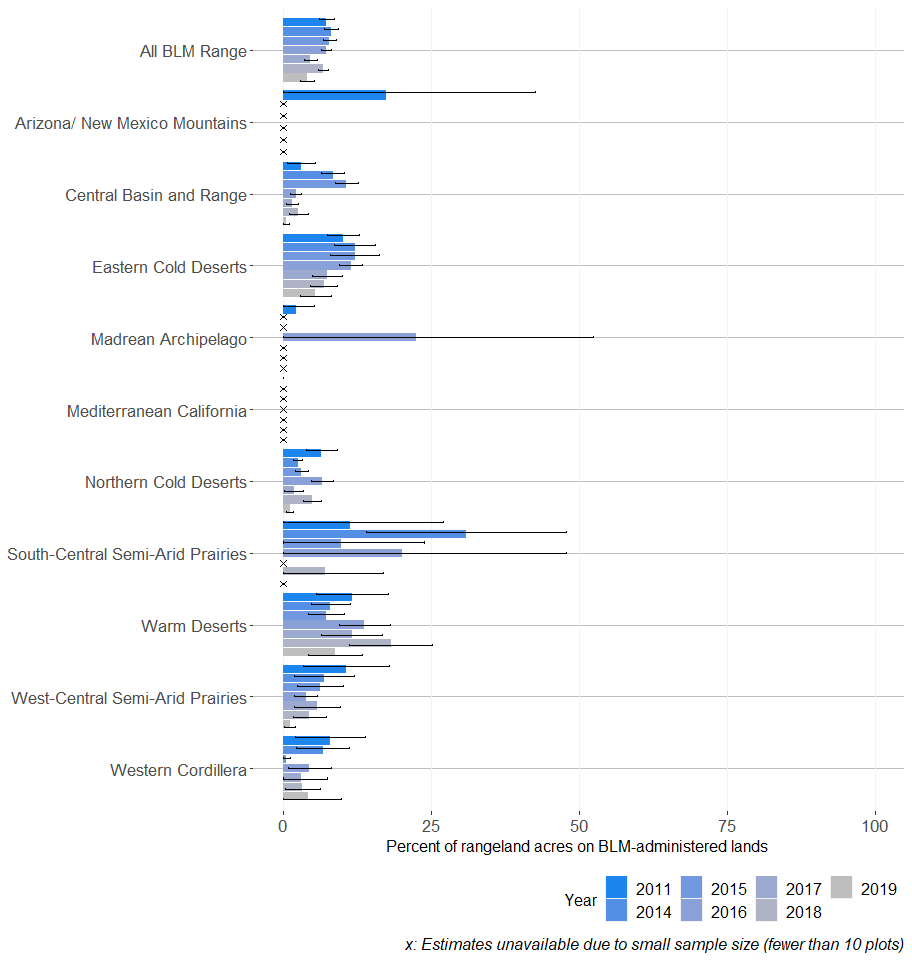 All BLM Range
Arizona/ New Mexico Mountains
Central Basin and Range
Eastern Cold Deserts
Madrean Archipelago
Mediterranean California
Northern Cold Deserts
South-Central Semi-Arid Prairies
Warm Deserts
West-Central Semi-Arid Prairies
Western Cordillera
0 25 50 75 100
Percent of rangeland acres on BLM-administered lands
Year
2011 2015 2017 2019
2014 2016 2018
x: Estimates unavailable due to small sample size (fewer than 10 plots)